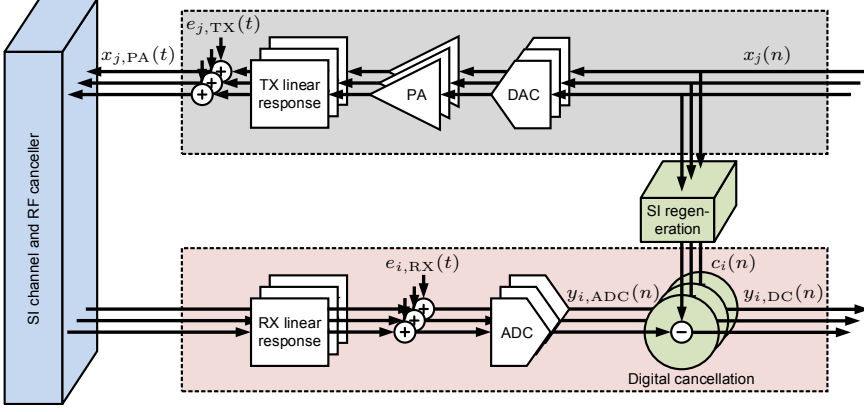 e_{j,TX}(t)
x_{j,PA}(t)
x_j(n)
TX linear
response
PA
DAC
SI channel and RF canceller
SI regen-
eration
e_{i,RX}(t)
c_i(n)
y_{i,ADC}(n)
y_{i,DC}(n)
RX linear
response
ADC
Digital cancellation